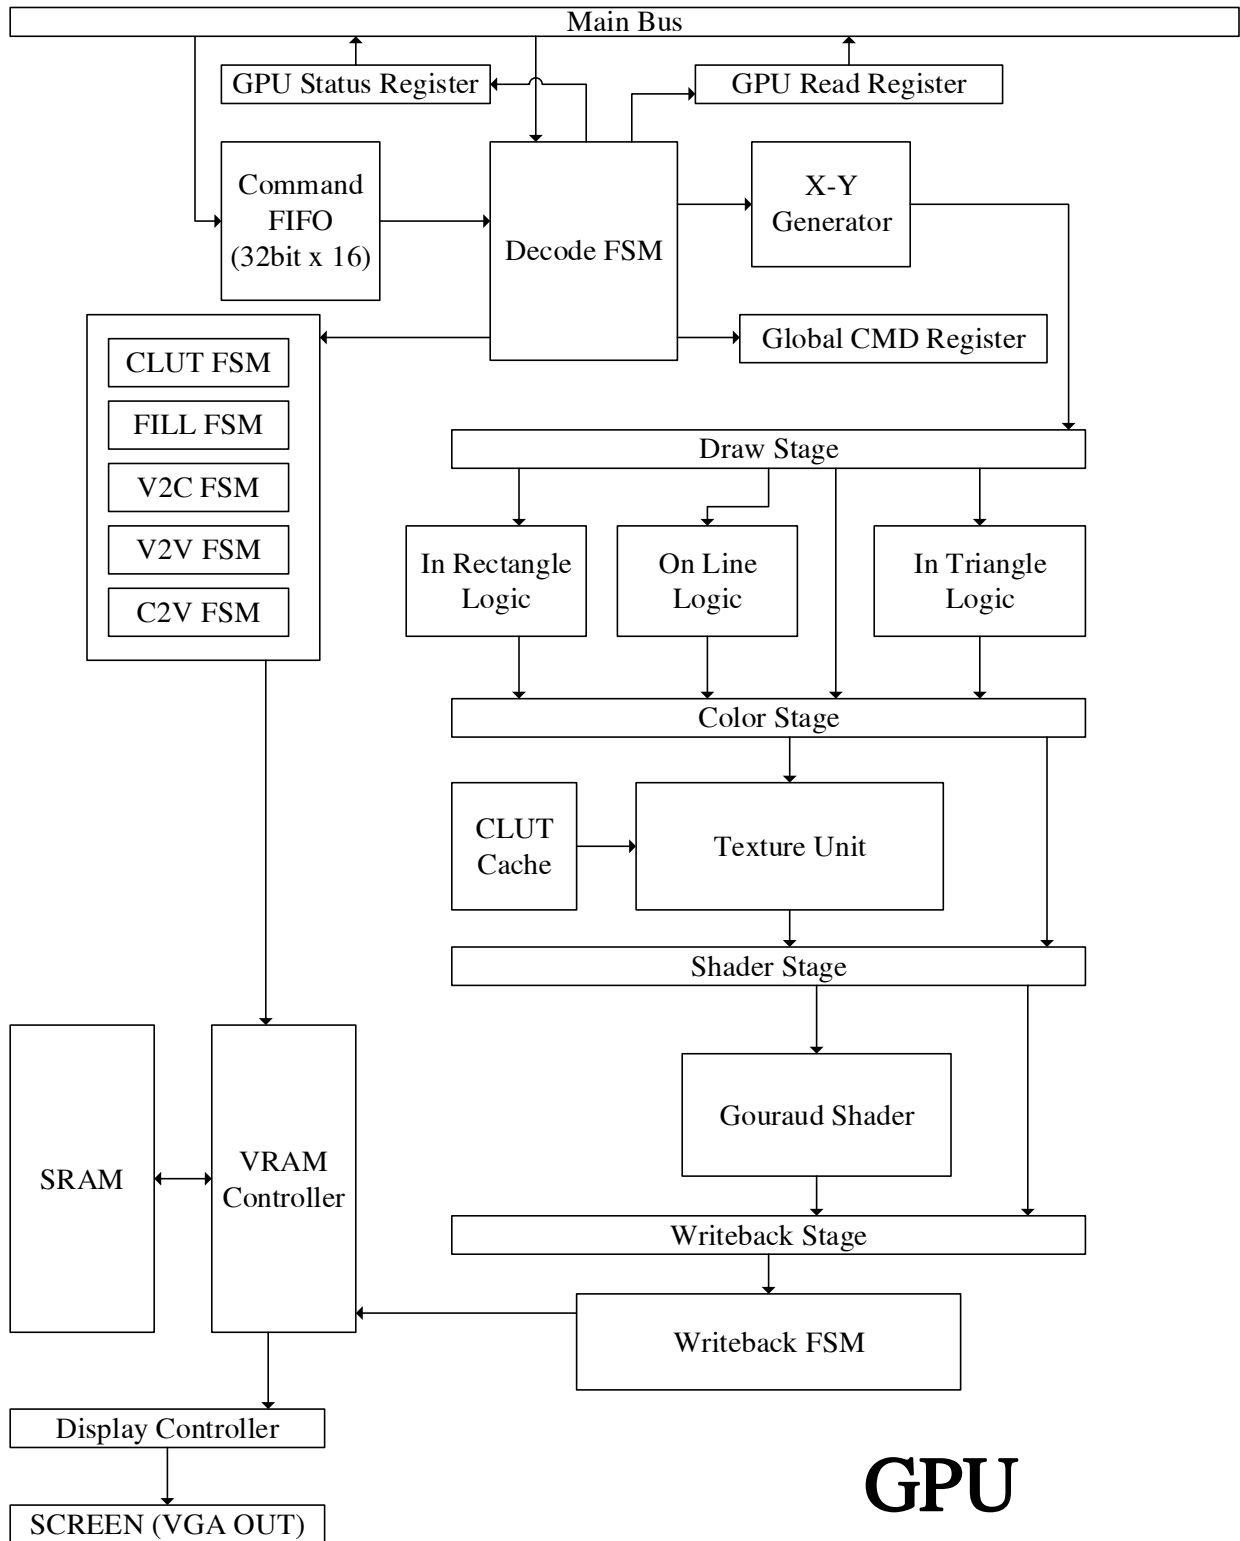 Main Bus
GPU Status Register
GPU Read Register
Command
FIFO
(32bit x 16)
Decode FSM
X-Y
Generator
Global CMD Register
CLUT FSM
FILL FSM
V2C FSM
V2V FSM
C2V FSM
Draw Stage
In Rectangle
Logic
On Line
Logic
In Triangle
Logic
Color Stage
CLUT
Cache
Texture Unit
Shader Stage
Gouraud Shader
SRAM
VRAM
Controller
Writeback Stage
Writeback FSM
Display Controller
SCREEN (VGA OUT)
GPU